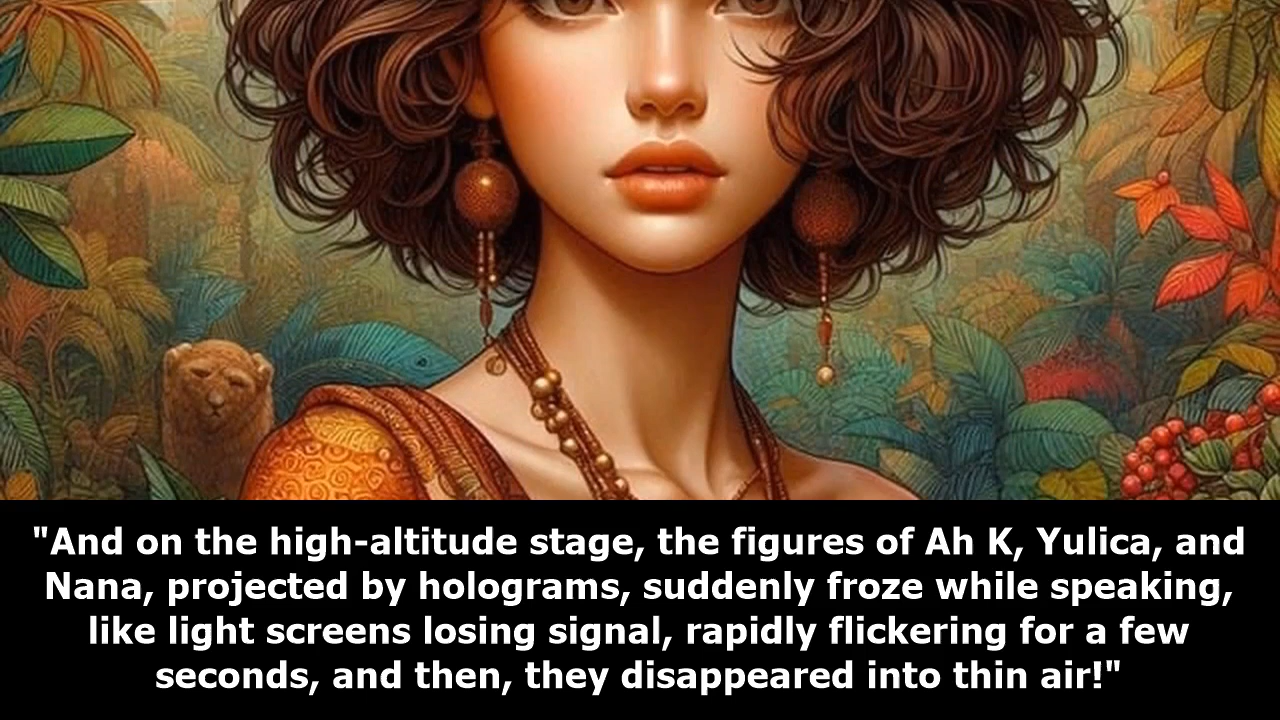 "And on the high-altitude stage, the figures of Ah K, Yulica, and
Nana, projected by holograms, suddenly froze while speaking,
like light screens losing signal, rapidly flickering for a few
seconds, and then, they disappeared into thin air!"